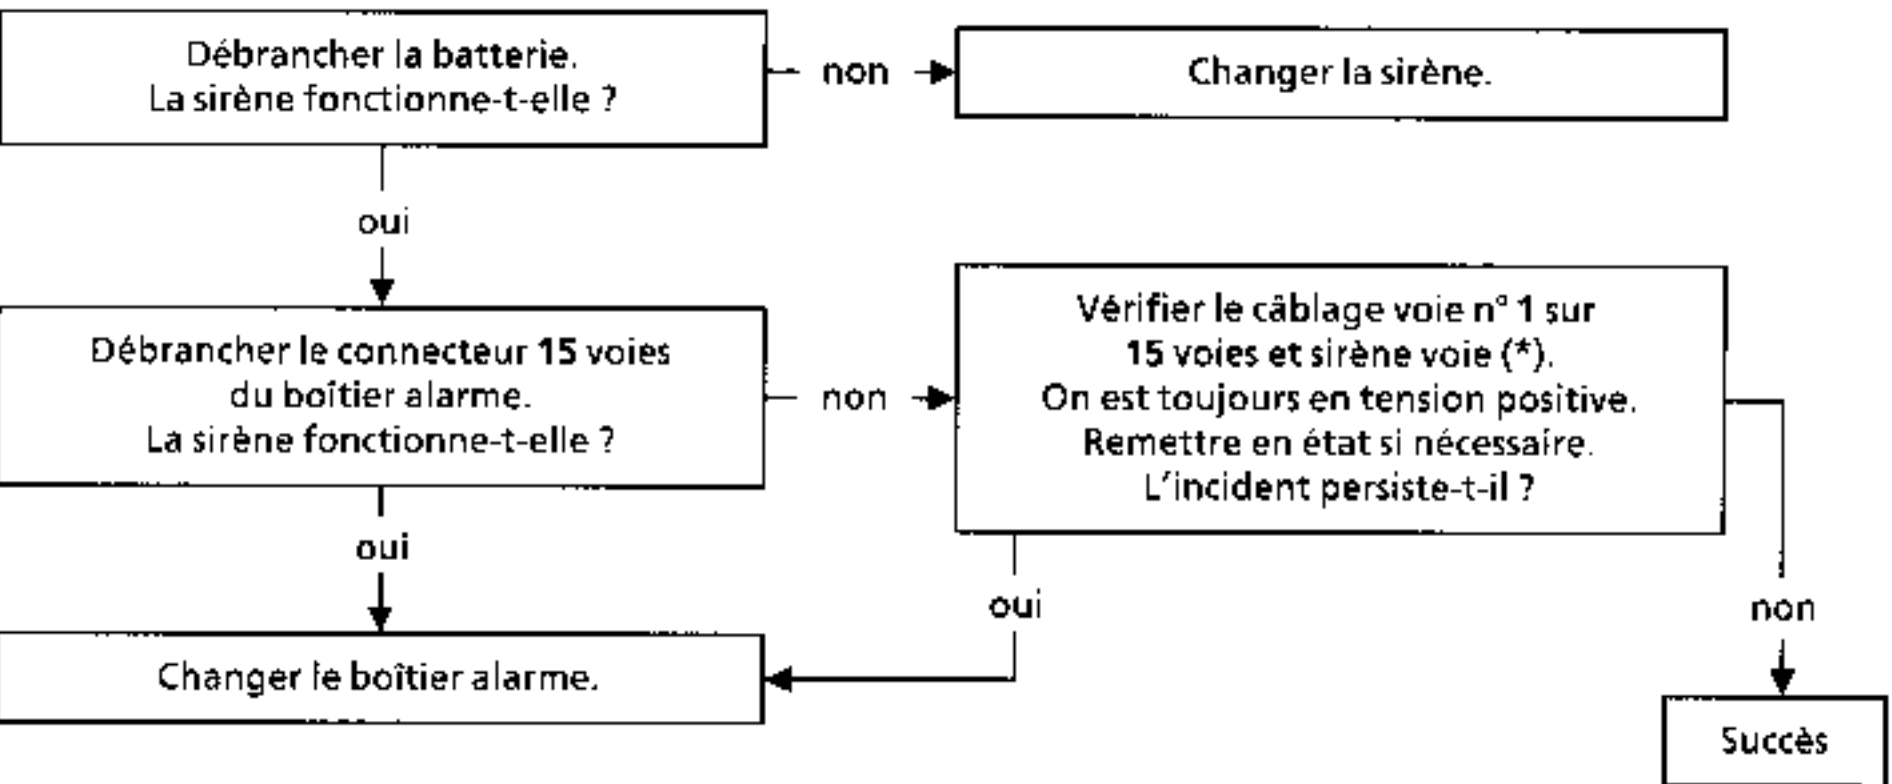 Débrancher la batterie.
La sirène fonctionne-t-elle ?
non
Changer la sirène.
oui
Débrancher le connecteur 15 voies
du boîtier alarme.
La sirène fonctionne-t-elle ?
non
Vérifier le câblage voie n° 1 sur
15 voies et sirène voie (*).
On est toujours en tension positive.
Remettre en état si nécessaire.
L'incident persiste-t-il ?
oui
oui
non
Changer le boîtier alarme.
Succès